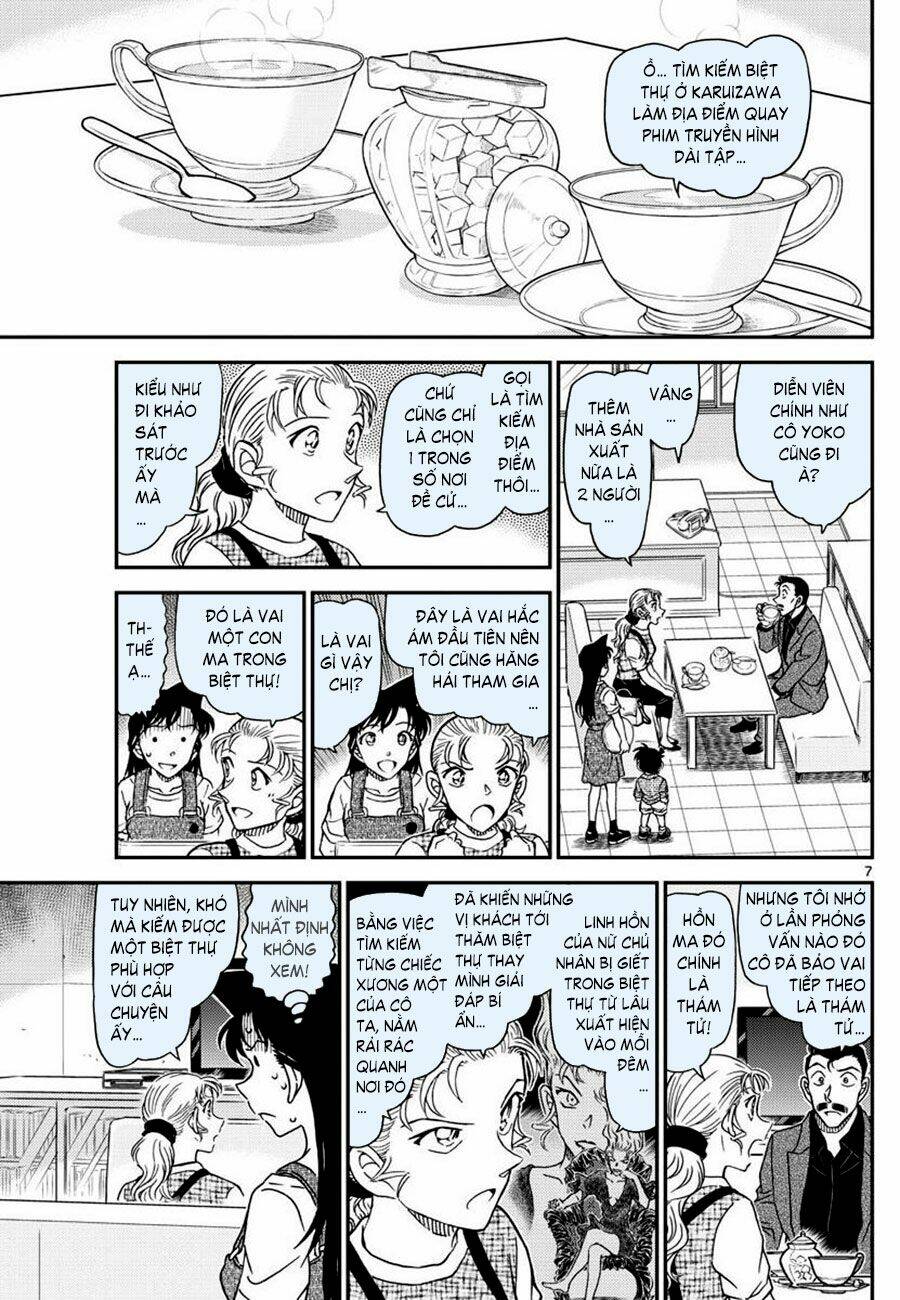 Ồ... TÌM KIẾM BIỆT
THỰ Ở KARUIZAWA
LÀM ĐỊA ĐIỂM QUAY
PHIM TRUYỀN HÌNH
DÀI TẬP...
DIỄN VIÊN
CHÍNH NHƯ
CÔ YOKO
CŨNG ĐI
À?
VÂNG
...
THÊM
NHÀ SẢN
XUẤT
NỮA LÀ
2 NGƯỜI
...
GỌI
LÀ TÌM
KIẾM
ĐỊA
ĐIỂM
THÔI...
CHỨ
CŨNG CHỈ
LÀ CHỌN
1 TRONG
SỐ NƠI
ĐỀ CỬ...
KIỂU NHƯ
ĐI KHẢO
SÁT
TRƯỚC
ẤY
MÀ
...
ĐÂY LÀ VAI HẮC
ÁM ĐẦU TIÊN NÊN
TÔI CŨNG HĂNG
HÁI THAM GIA
...
LÀ VAI
GÌ VẬY
CHỊ?
ĐÓ LÀ VAI
MỘT CON
MA TRONG
BIỆT THỰ!
TH-
THẾ
Ạ...
7
NHƯNG TÔI NHỚ
Ở LẦN PHỎNG
VẤN NÀO ĐÓ
CÔ ĐÃ BẢO VAI
TIẾP THEO LÀ
THÁM TỬ...
HỒN
MA ĐÓ
CHÍNH
LÀ
THÁM
TỬ!
LINH HỒN
CỦA NỮ CHỦ
NHÂN BỊ GIẾT
TRONG BIỆT
THỰ TỪ LÂU
XUẤT HIỆN
VÀO MỖI
ĐÊM
...
ĐÃ KHIẾN NHỮNG
VỊ KHÁCH TỚI
THĂM BIỆT
THỰ THAY
MÌNH GIẢI
ĐÁP BÍ
ẨN...
BẰNG VIỆC
TÌM KIẾM
TỪNG CHIẾC
XƯƠNG MỘT
CỦA CÔ
TA, NẰM
RẢI RÁC
QUANH
NƠI ĐÓ
...
MÌNH
NHẤT ĐỊNH
KHÔNG
XEM!
TUY NHIÊN, KHÓ
MÀ KIẾM ĐƯỢC
MỘT BIỆT THỰ
PHÙ HỢP
VỚI CÂU
CHUYỆN
ẤY...